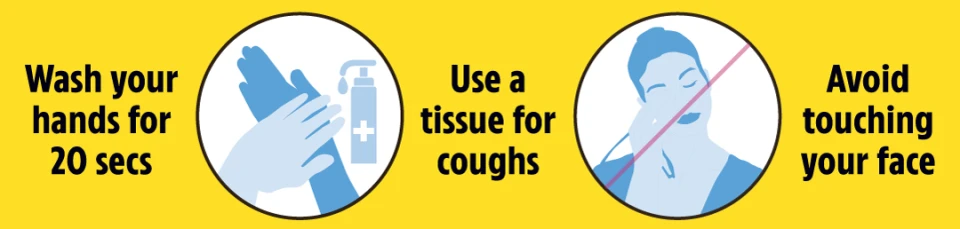 Wash your
hands for
20 secs
Use a
tissue for
coughs
Avoid
touching
your face